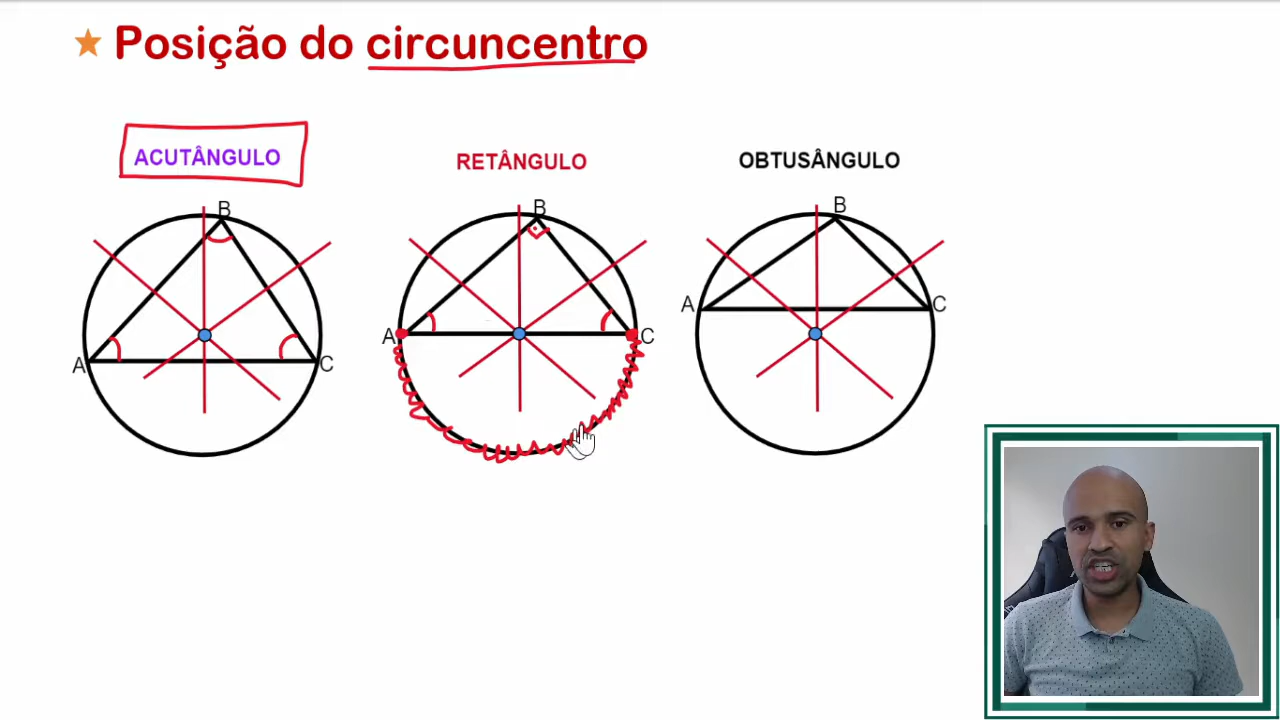 Posição do circuncentro
ACUTÂNGULO
RETÂNGULO
OBTUSÂNGULO
B
A
C
B
A
C
B
A
C